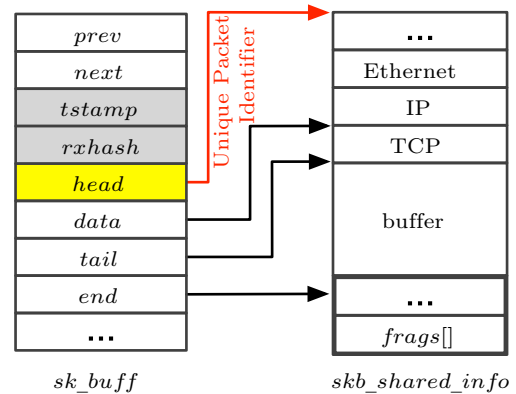 prev
next
tstamp
rxhash
head
data
tail
end
...
sk_buff
Unique Packet
Identifier
...
Ethernet
IP
TCP
buffer
...
frags[]
skb_shared_info